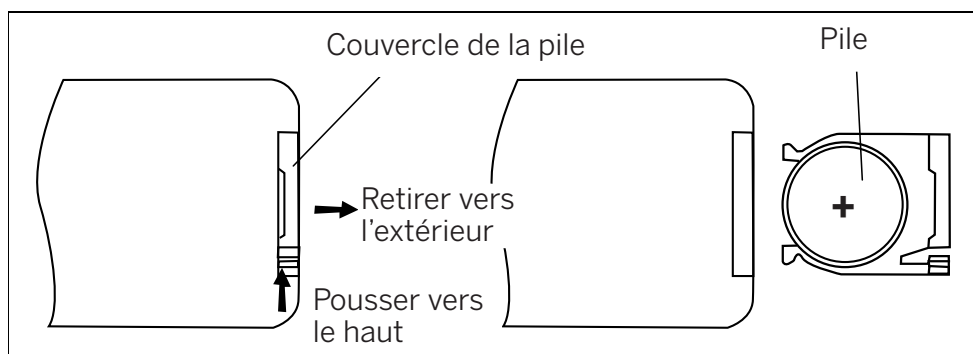 Couvercle de la pile
Pile
Retirer vers
l'extérieur
+
Pousser vers
le haut